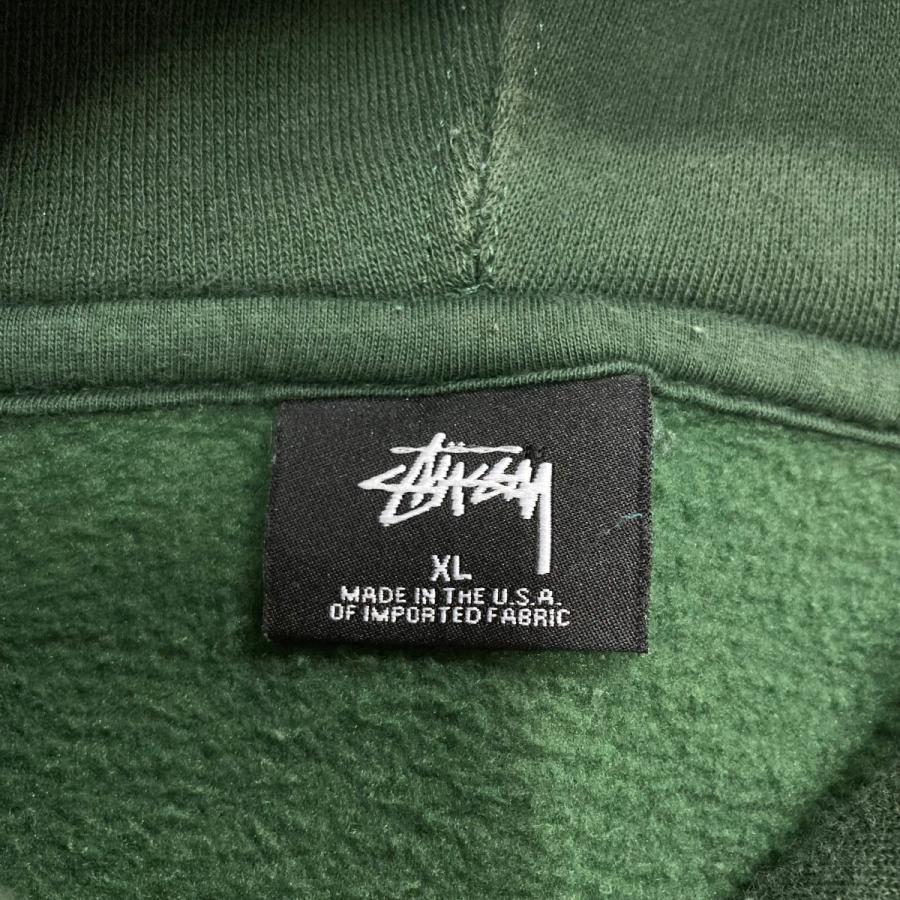 Stüssy
XL
MADE IN THE U.S.A.
OF IMPORTED FABRIC